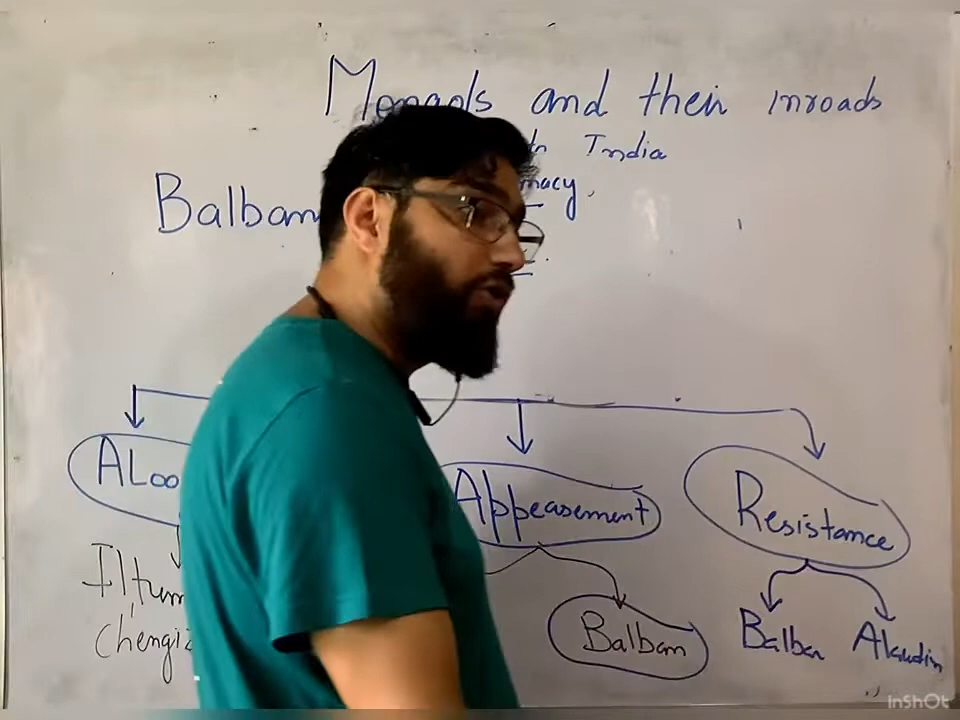 Mongols and their inroads
In India
Balban
ALoo
Appeasement
Resistance
Iltum
chengiz
Balban
Balban
Alaudin
InShOt